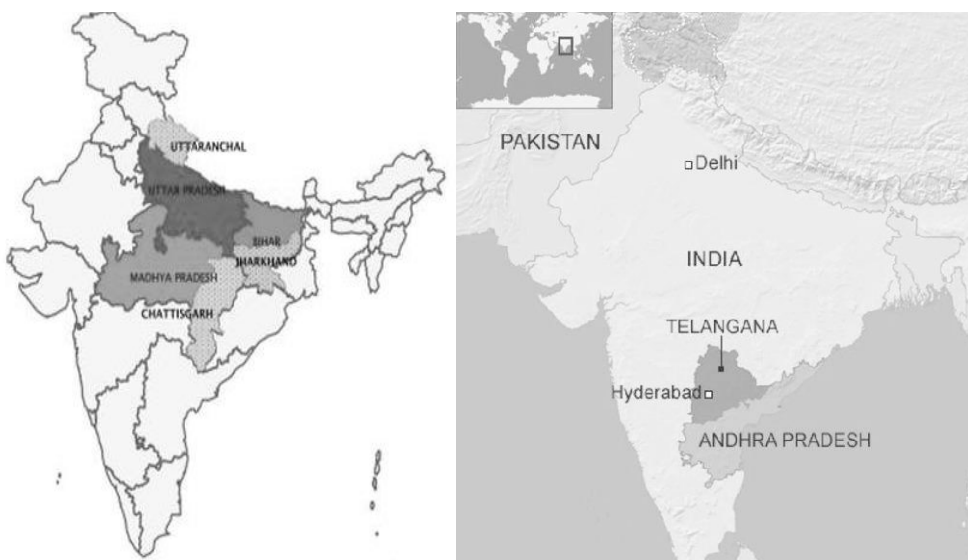 UTTARANCHAL
UTTAR PRADESH
BIHAR
JHARKHAND
MADHYA PRADESH
CHATTISGARH
PAKISTAN
Delhi
INDIA
TELANGANA
Hyderabad
ANDHRA PRADESH